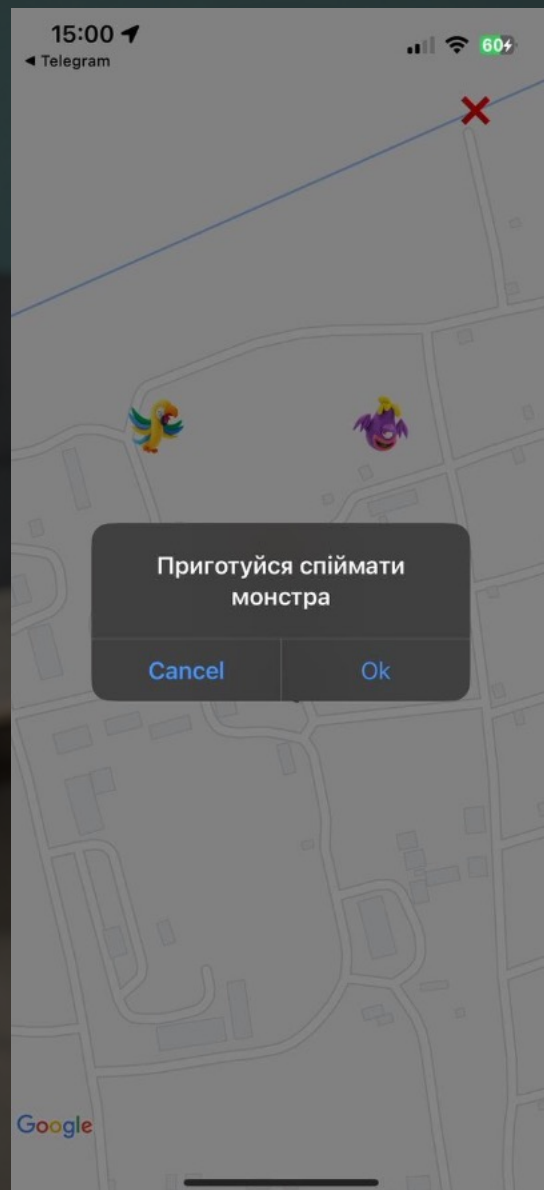 15:00
◀ Telegram
60
Приготуйся спіймати
монстра
Cancel
Ok
Google